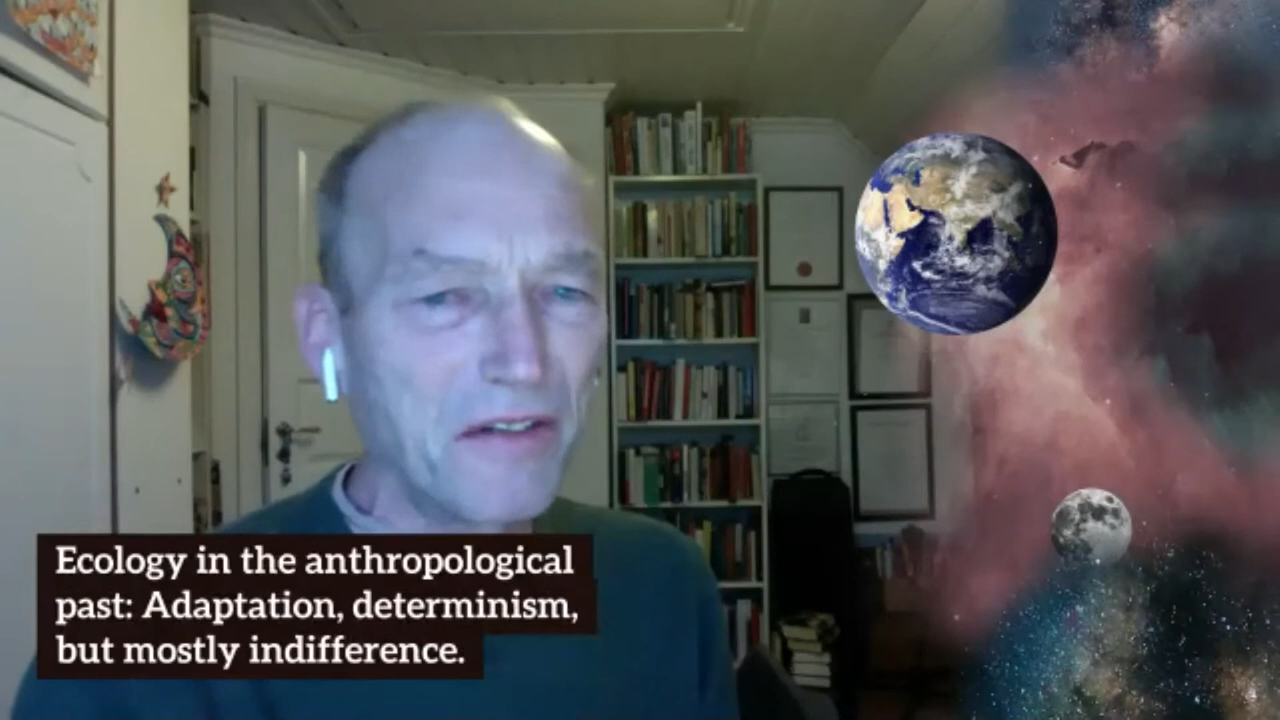 Ecology in the anthropological
past: Adaptation, determinism,
but mostly indifference.